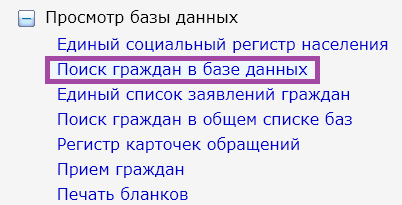 Просмотр базы данных
Единый социальный регистр населения
Поиск граждан в базе данных
Единый список заявлений граждан
Поиск граждан в общем списке баз
Регистр карточек обращений
Прием граждан
Печать бланков